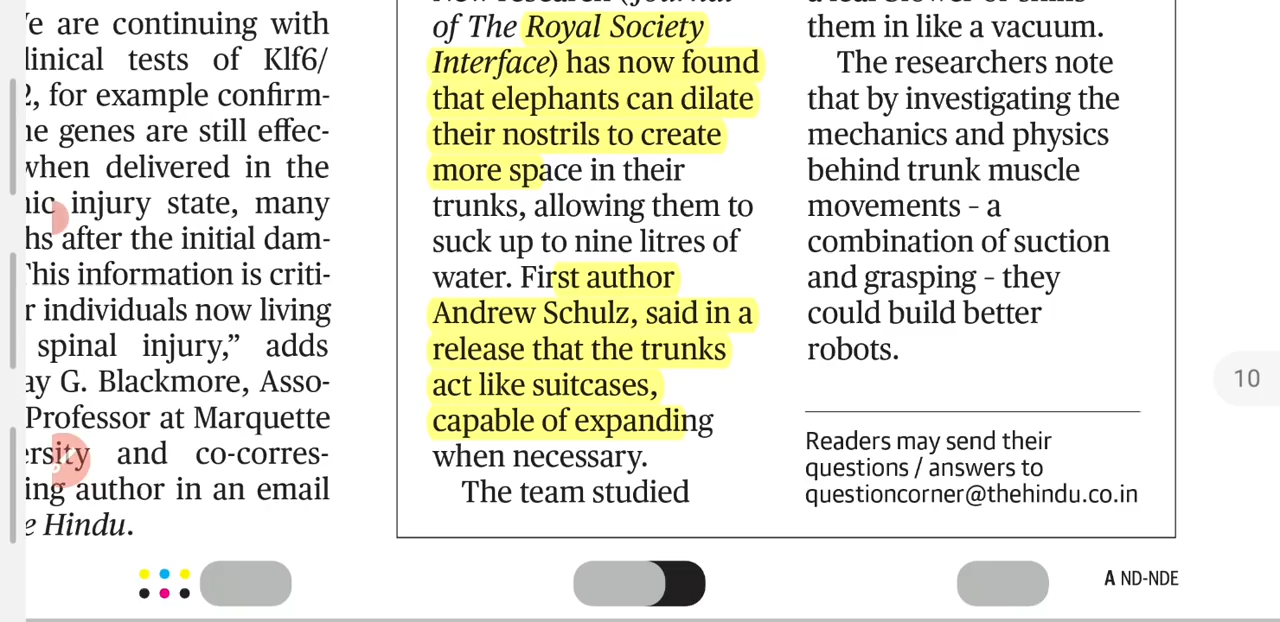 e are continuing with
linical tests of Klf6/
2, for example confirm-
e genes are still effec-
when delivered in the
nic injury state, many
hs after the initial dam-
This information is criti-
r individuals now living
spinal injury,” adds
ay G. Blackmore, Asso-
Professor at Marquette
ersity and co-corres-
ing author in an email
e Hindu.
of The Royal Society
Interface) has now found
that elephants can dilate
their nostrils to create
more space in their
trunks, allowing them to
suck up to nine litres of
water. First author
Andrew Schulz, said in a
release that the trunks
act like suitcases,
capable of expanding
when necessary.
The team studied
them in like a vacuum.
The researchers note
that by investigating the
mechanics and physics
behind trunk muscle
movements – a
combination of suction
and grasping – they
could build better
robots.
Readers may send their
questions / answers to
questioncorner@thehindu.co.in
10
A ND-NDE